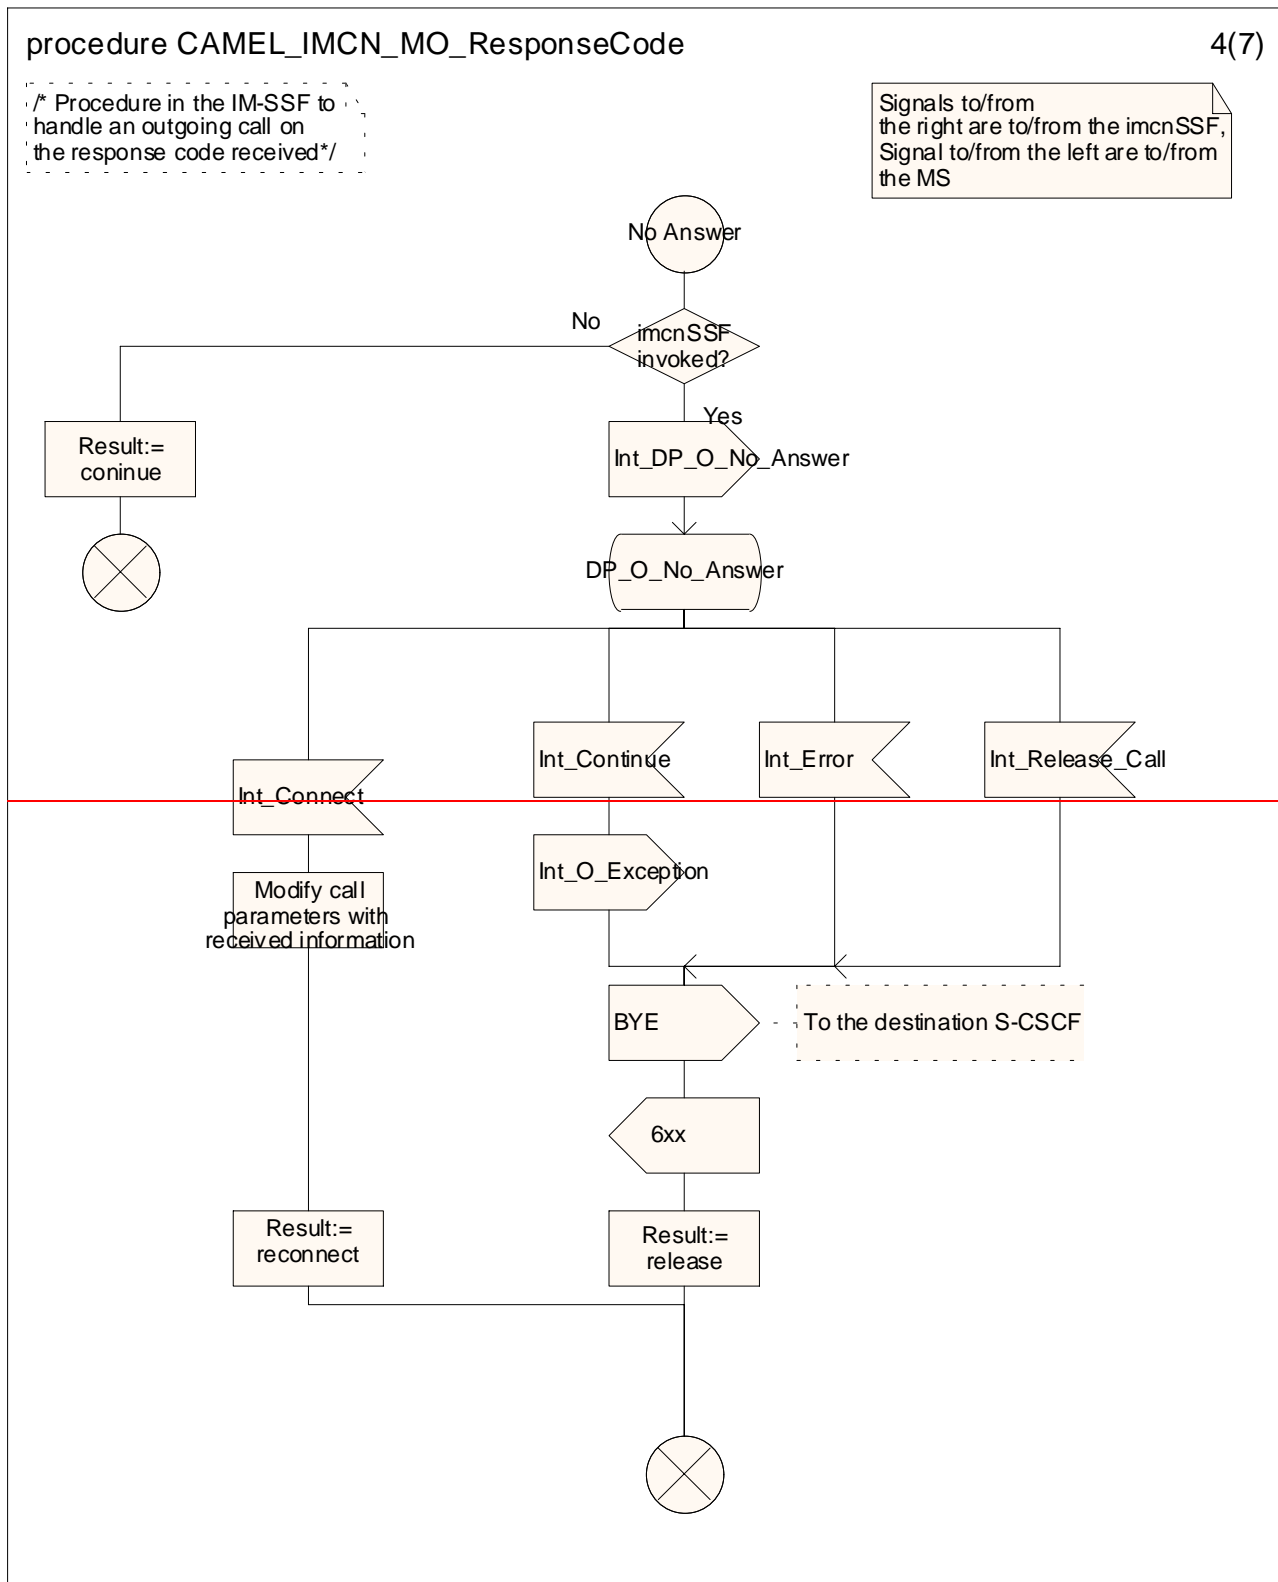 procedure CAMEL_IMCN_MO_ResponseCode
4(7)
/* Procedure in the IM-SSF to
handle an outgoing call on
the response code received*/
Signals to/from
the right are to/from the imcnSSF,
Signal to/from the left are to/from
the MS
No Answer
imcnSSF
invoked?
No
Yes
Result:=
coninue
Int_DP_O_No_Answer
DP_O_No_Answer
Int_Connect
Int_Continue
Int_Error
Int_Release_Call
Int_O_Exception
Modify call
parameters with
received information
BYE
To the destination S-CSCF
6xx
Result:=
reconnect
Result:=
release